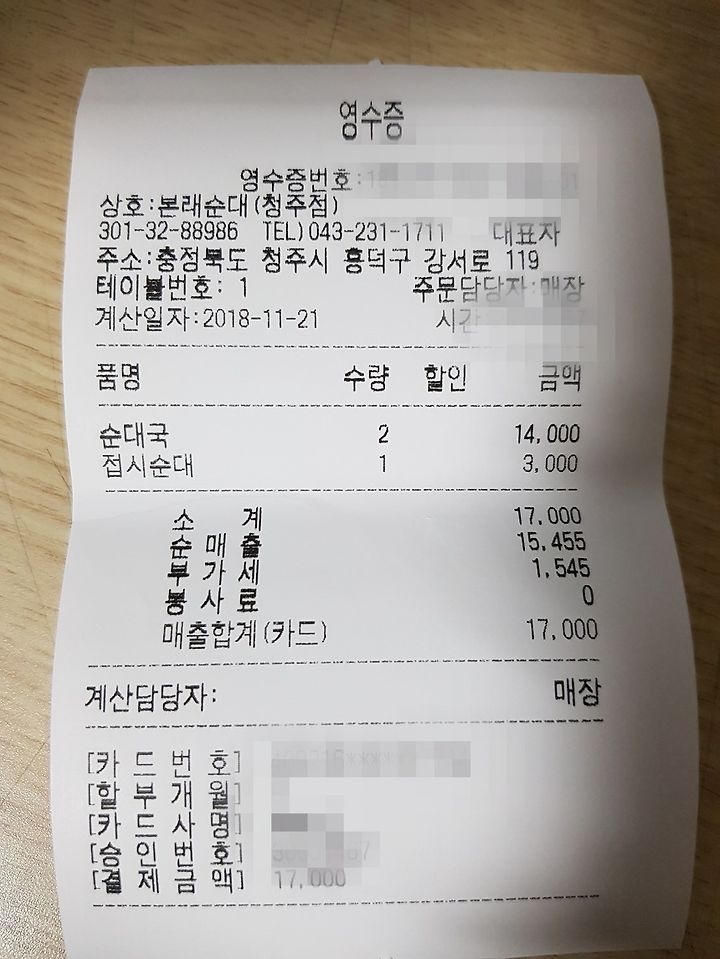 영수증
영수증번호:
상호:본래순대(청주점)
301-32-88986 TEL)043-231-1711 대표자
주소:충정북도 청주시 흥덕구 강서로 119
테이블번호: 1 주문담당자:매장
계산일자:2018-11-21 시간
품명 수량 할인 금액
순대국 2 14,000
접시순대 1 3,000
소 계 17,000
순 매 출 15,455
부 가 세 1,545
봉 사 료 0
매출합계(카드) 17,000
계산담당자: 매장
[카 드 번 호]
[할 부 개 월]
[카 드 사 명]
[승 인 번 호]
[결 제 금 액] 17,000